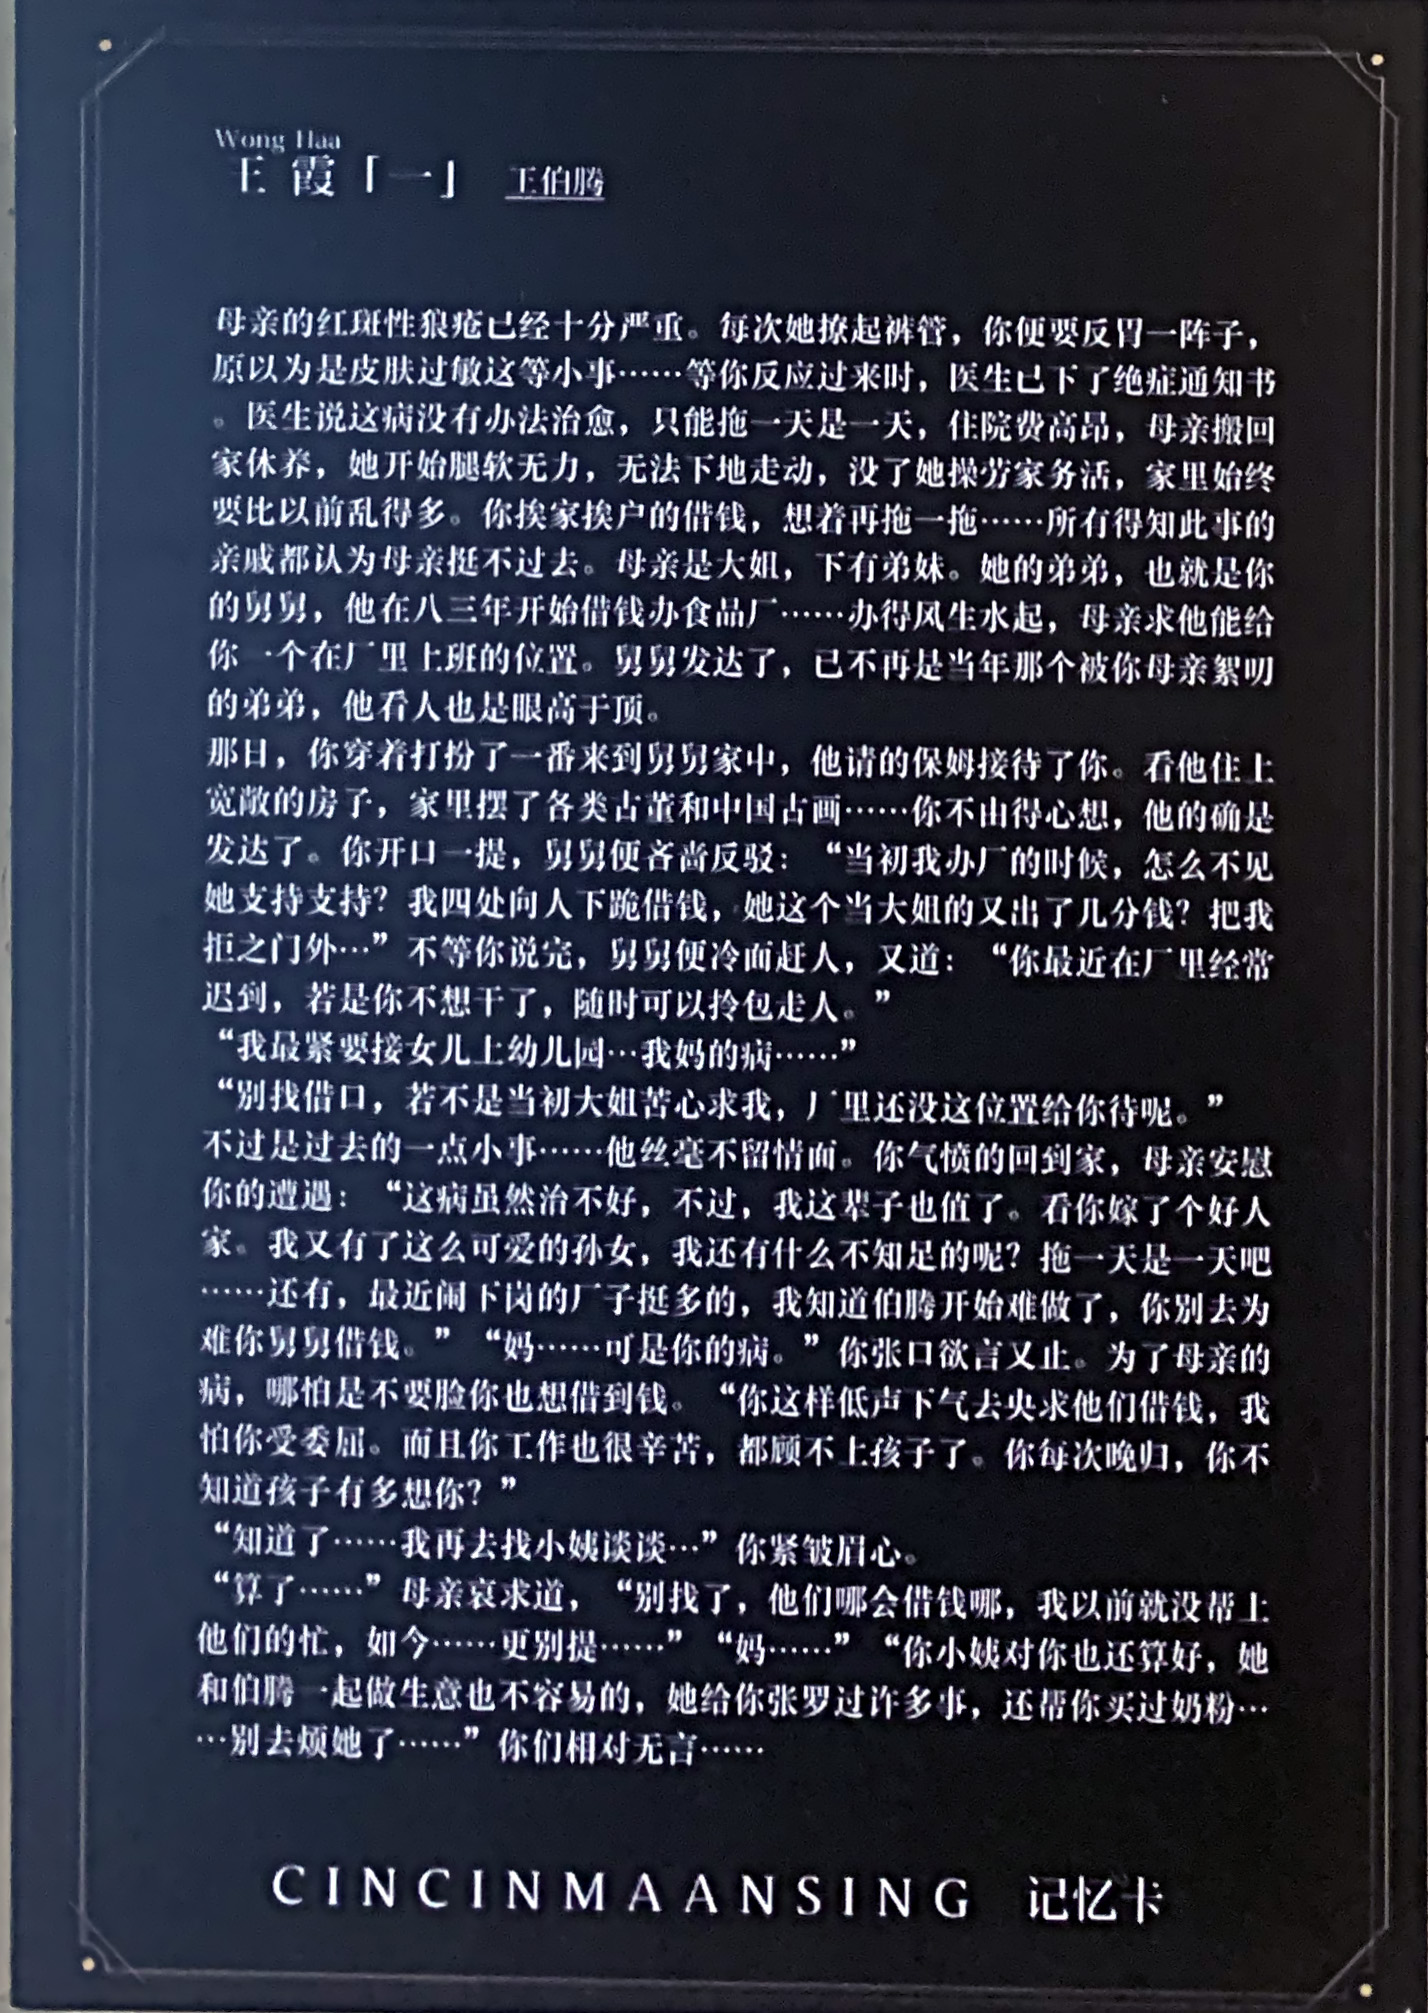 Wong Haa
王 霞「一」 王伯腾
母亲的红斑性狼疮已经十分严重。每次她撩起裤管，你便要反胃一阵子，
原以为是皮肤过敏这等小事……等你反应过来时，医生已下了绝症通知书
。医生说这病没有办法治愈，只能拖一天是一天，住院费高昂，母亲搬回
家休养，她开始腿软无力，无法下地走动，没了她操劳家务活，家里始终
要比以前乱得多。你挨家挨户的借钱，想着再拖一拖……所有得知此事的
亲戚都认为母亲挺不过去。母亲是大姐，下有弟妹。她的弟弟，也就是你
的舅舅，他在八三年开始借钱办食品厂……办得风生水起，母亲求他能给
你一个在厂里上班的位置。舅舅发达了，已不再是当年那个被你母亲絮叨
的弟弟，他看人也是眼高于顶。
那日，你穿着打扮了一番来到舅舅家中，他请的保姆接待了你。看他住上
宽敞的房子，家里摆了各类古董和中国古画……你不由得心想，他的确是
发达了。你开口一提，舅舅便吝啬反驳：“当初我办厂的时候，怎么不见
她支持支持？我四处向人下跪借钱，她这个当大姐的又出了几分钱？把我
拒之门外…”不等你说完，舅舅便冷面赶人，又道：“你最近在厂里经常
迟到，若是你不想干了，随时可以拎包走人。”
“我最紧要接女儿上幼儿园…我妈的病……”
“别找借口，若不是当初大姐苦心求我，厂里还没这位置给你待呢。”
不过是过去的一点小事……他丝毫不留情面。你气愤的回到家，母亲安慰
你的遭遇：“这病虽然治不好，不过，我这辈子也值了。看你嫁了个好人
家。我又有了这么可爱的孙女，我还有什么不知足的呢？拖一天是一天吧
……还有，最近闹下岗的厂子挺多的，我知道伯腾开始难做了，你别去为
难你舅舅借钱。”“妈……可是你的病。”你张口欲言又止。为了母亲的
病，哪怕是不要脸你也想借到钱。“你这样低声下气去央求他们借钱，我
怕你受委屈。而且你工作也很辛苦，都顾不上孩子了。你每次晚归，你不
知道孩子有多想你？”
“知道了……我再去找小姨谈谈…”你紧皱眉心。
“算了……”母亲哀求道，“别找了，他们哪会借钱哪，我以前就没帮上
他们的忙，如今……更别提……”“妈……”“你小姨对你也还算好，她
和伯腾一起做生意也不容易的，她给你张罗过许多事，还帮你买过奶粉…
…别去烦她了……”你们相对无言……
CINCINMAANSING 记忆卡